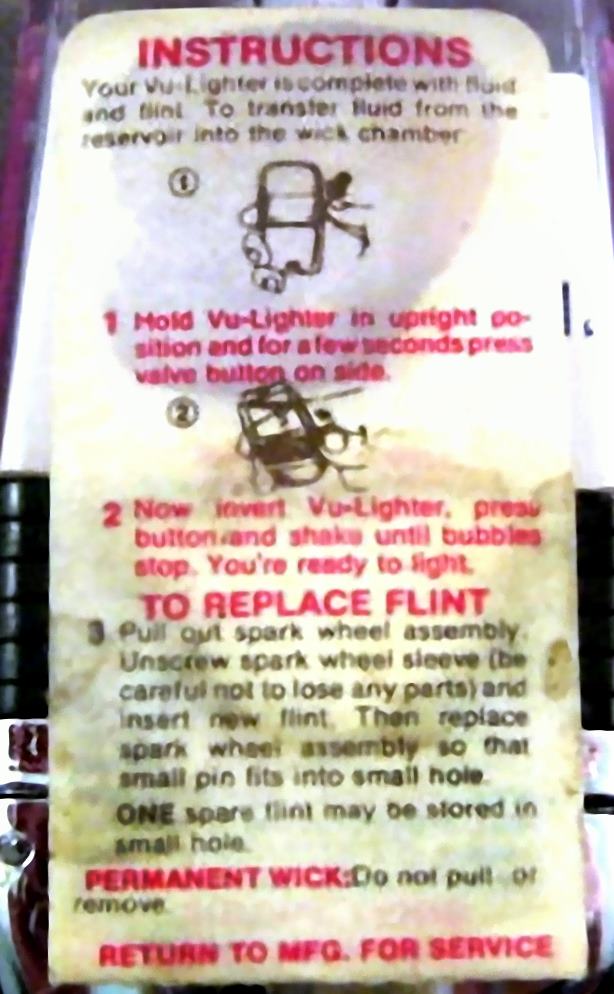 INSTRUCTIONS
Your Vu-Lighter is complete with fluid
and flint. To transfer fluid from the
reservoir into the wick chamber
1
1 Hold Vu-Lighter in upright po-
sition and for a few seconds press
valve button on side.
2
2 Now invert Vu-Lighter, press
button and shake until bubbles
stop. You're ready to light.
TO REPLACE FLINT
3 Pull out spark wheel assembly.
Unscrew spark wheel sleeve (be
careful not to lose any parts) and
insert new flint. Then replace
spark wheel assembly so that
small pin fits into small hole.
ONE spare flint may be stored in
small hole.
PERMANENT WICK:Do not pull or
remove.
RETURN TO MFG. FOR SERVICE